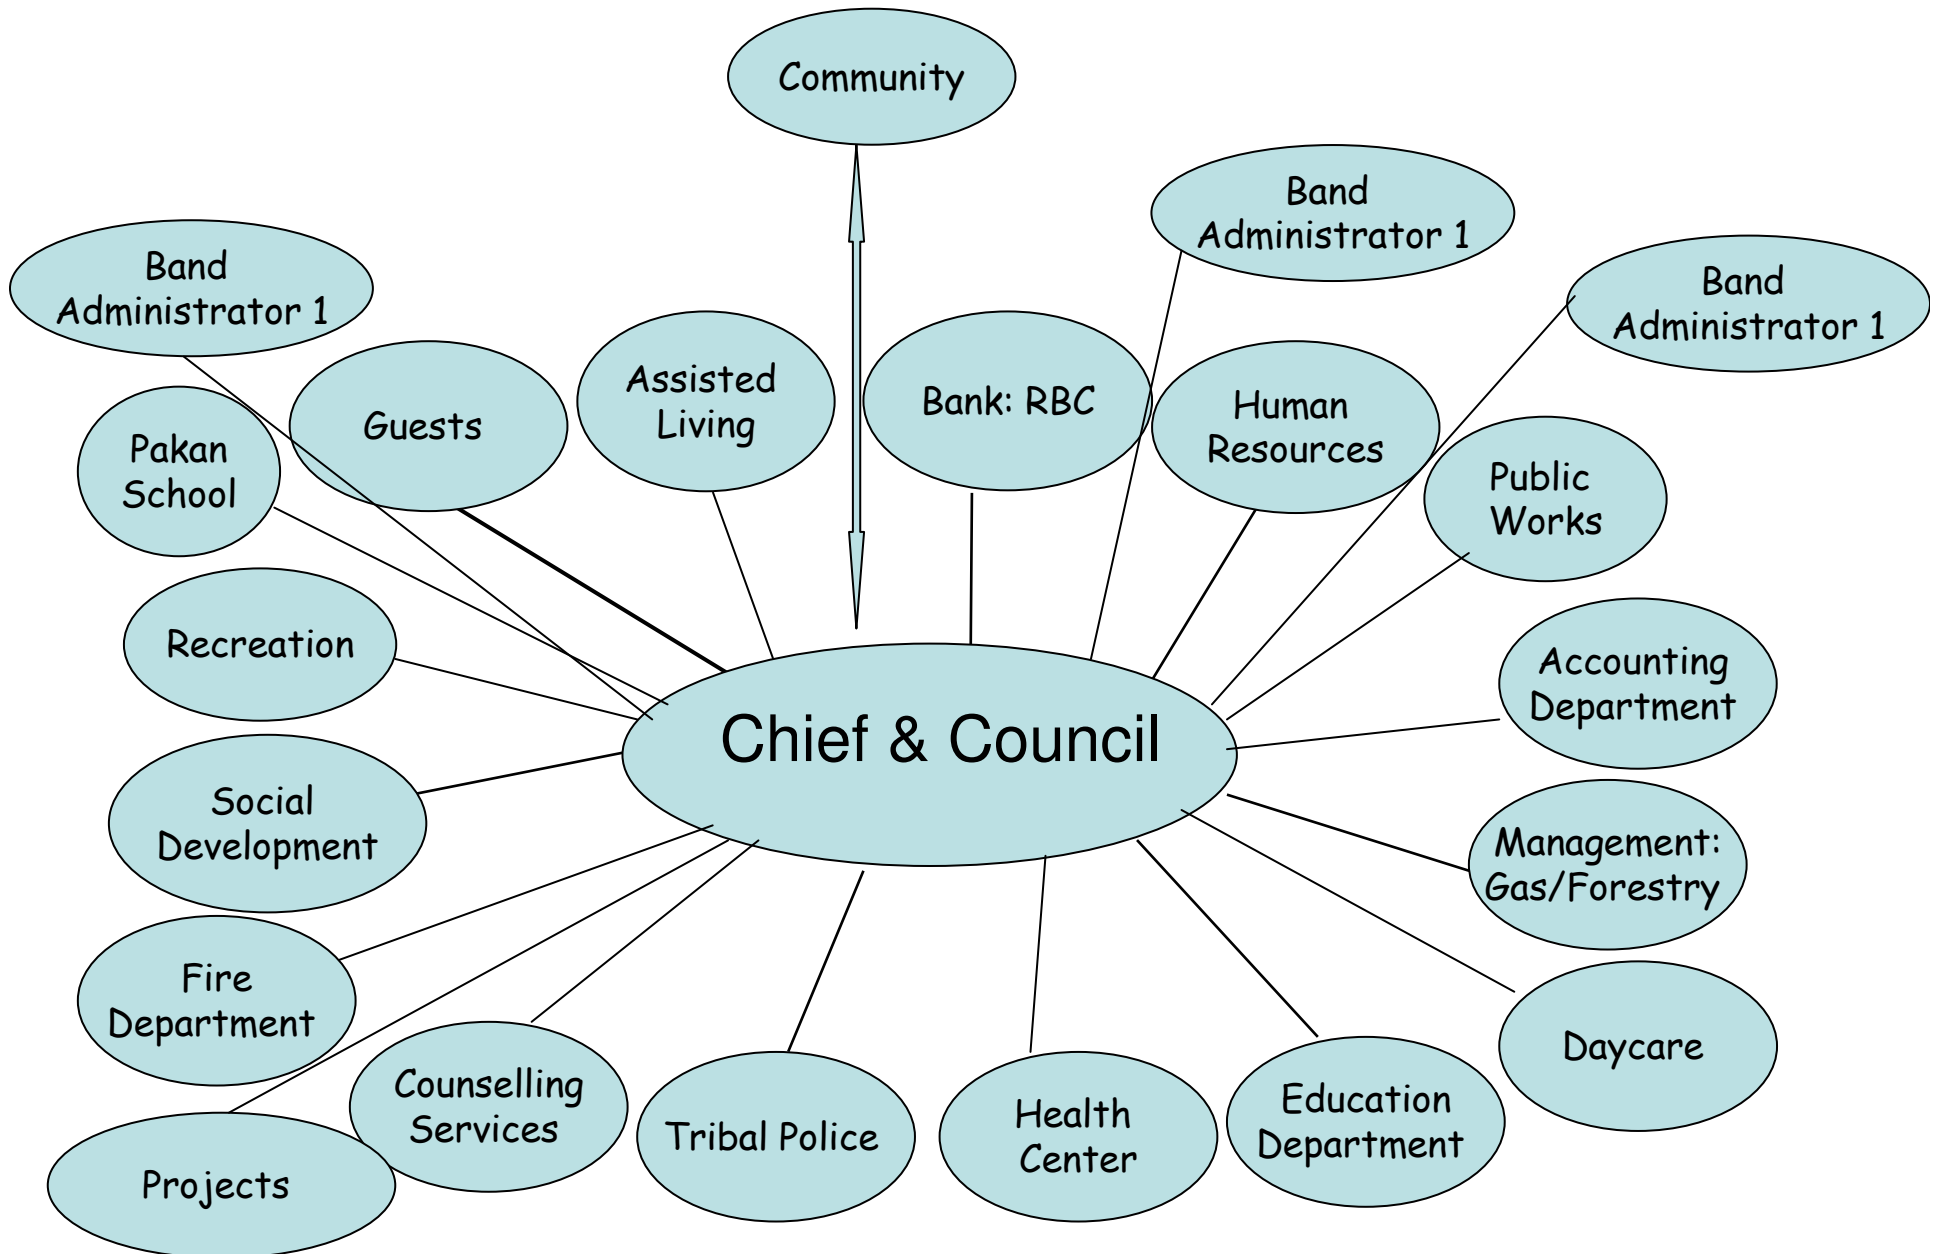 Community
Band
Administrator 1
Band
Administrator 1
Band
Administrator 1
Assisted
Living
Bank: RBC
Human
Resources
Guests
Pakan
School
Public
Works
Recreation
Accounting
Department
Chief & Council
Social
Development
Management:
Gas/Forestry
Fire
Department
Daycare
Counselling
Services
Tribal Police
Health
Center
Education
Department
Projects